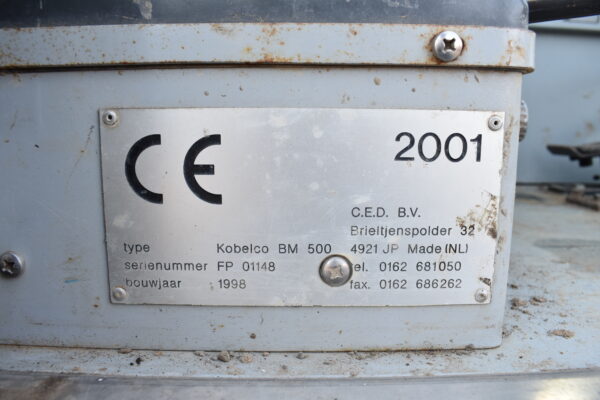 CE 2001
C.E.D. B.V.
Brieltjenspolder 32
type Kobelco BM 500 4921 JP Made (NL)
serienummer FP 01148 tel. 0162 681050
bouwjaar 1998 fax. 0162 686262